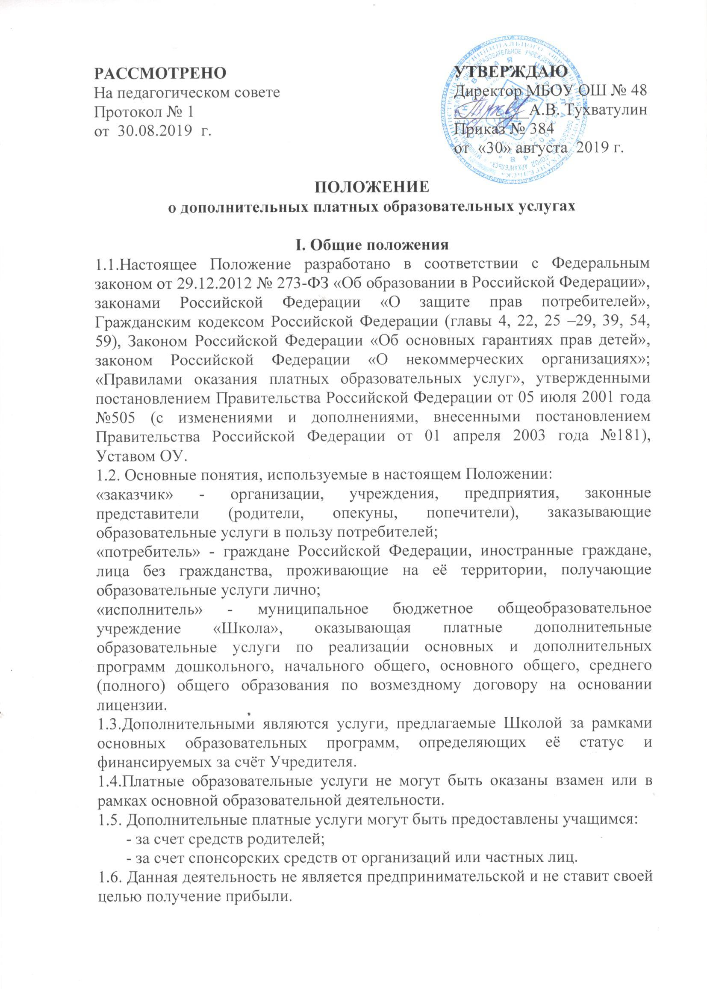 РАССМОТРЕНО
На педагогическом совете
Протокол № 1
от 30.08.2019 г.
УТВЕРЖДАЮ
Директор МБОУ ОШ № 48
А.В. Тухватулин
Приказ № 384
от «30» августа 2019 г.
ПОЛОЖЕНИЕ
о дополнительных платных образовательных услугах
I. Общие положения
1.1.Настоящее Положение разработано в соответствии с Федеральным
законом от 29.12.2012 № 273-ФЗ «Об образовании в Российской Федерации»,
законами Российской Федерации «О защите прав потребителей»,
Гражданским кодексом Российской Федерации (главы 4, 22, 25 –29, 39, 54,
59), Законом Российской Федерации «Об основных гарантиях прав детей»,
законом Российской Федерации «О некоммерческих организациях»;
«Правилами оказания платных образовательных услуг», утвержденными
постановлением Правительства Российской Федерации от 05 июля 2001 года
№505 (с изменениями и дополнениями, внесенными постановлением
Правительства Российской Федерации от 01 апреля 2003 года №181),
Уставом ОУ.
1.2. Основные понятия, используемые в настоящем Положении:
«заказчик» - организации, учреждения, предприятия, законные
представители (родители, опекуны, попечители), заказывающие
образовательные услуги в пользу потребителей;
«потребитель» - граждане Российской Федерации, иностранные граждане,
лица без гражданства, проживающие на её территории, получающие
образовательные услуги лично;
«исполнитель» - муниципальное бюджетное общеобразовательное
учреждение «Школа», оказывающая платные дополнительные
образовательные услуги по реализации основных и дополнительных
программ дошкольного, начального общего, основного общего, среднего
(полного) общего образования по возмездному договору на основании
лицензии.
1.3.Дополнительными являются услуги, предлагаемые Школой за рамками
основных образовательных программ, определяющих её статус и
финансируемых за счёт Учредителя.
1.4.Платные образовательные услуги не могут быть оказаны взамен или в
рамках основной образовательной деятельности.
1.5. Дополнительные платные услуги могут быть предоставлены учащимся:
- за счет средств родителей;
- за счет спонсорских средств от организаций или частных лиц.
1.6. Данная деятельность не является предпринимательской и не ставит своей
целью получение прибыли.